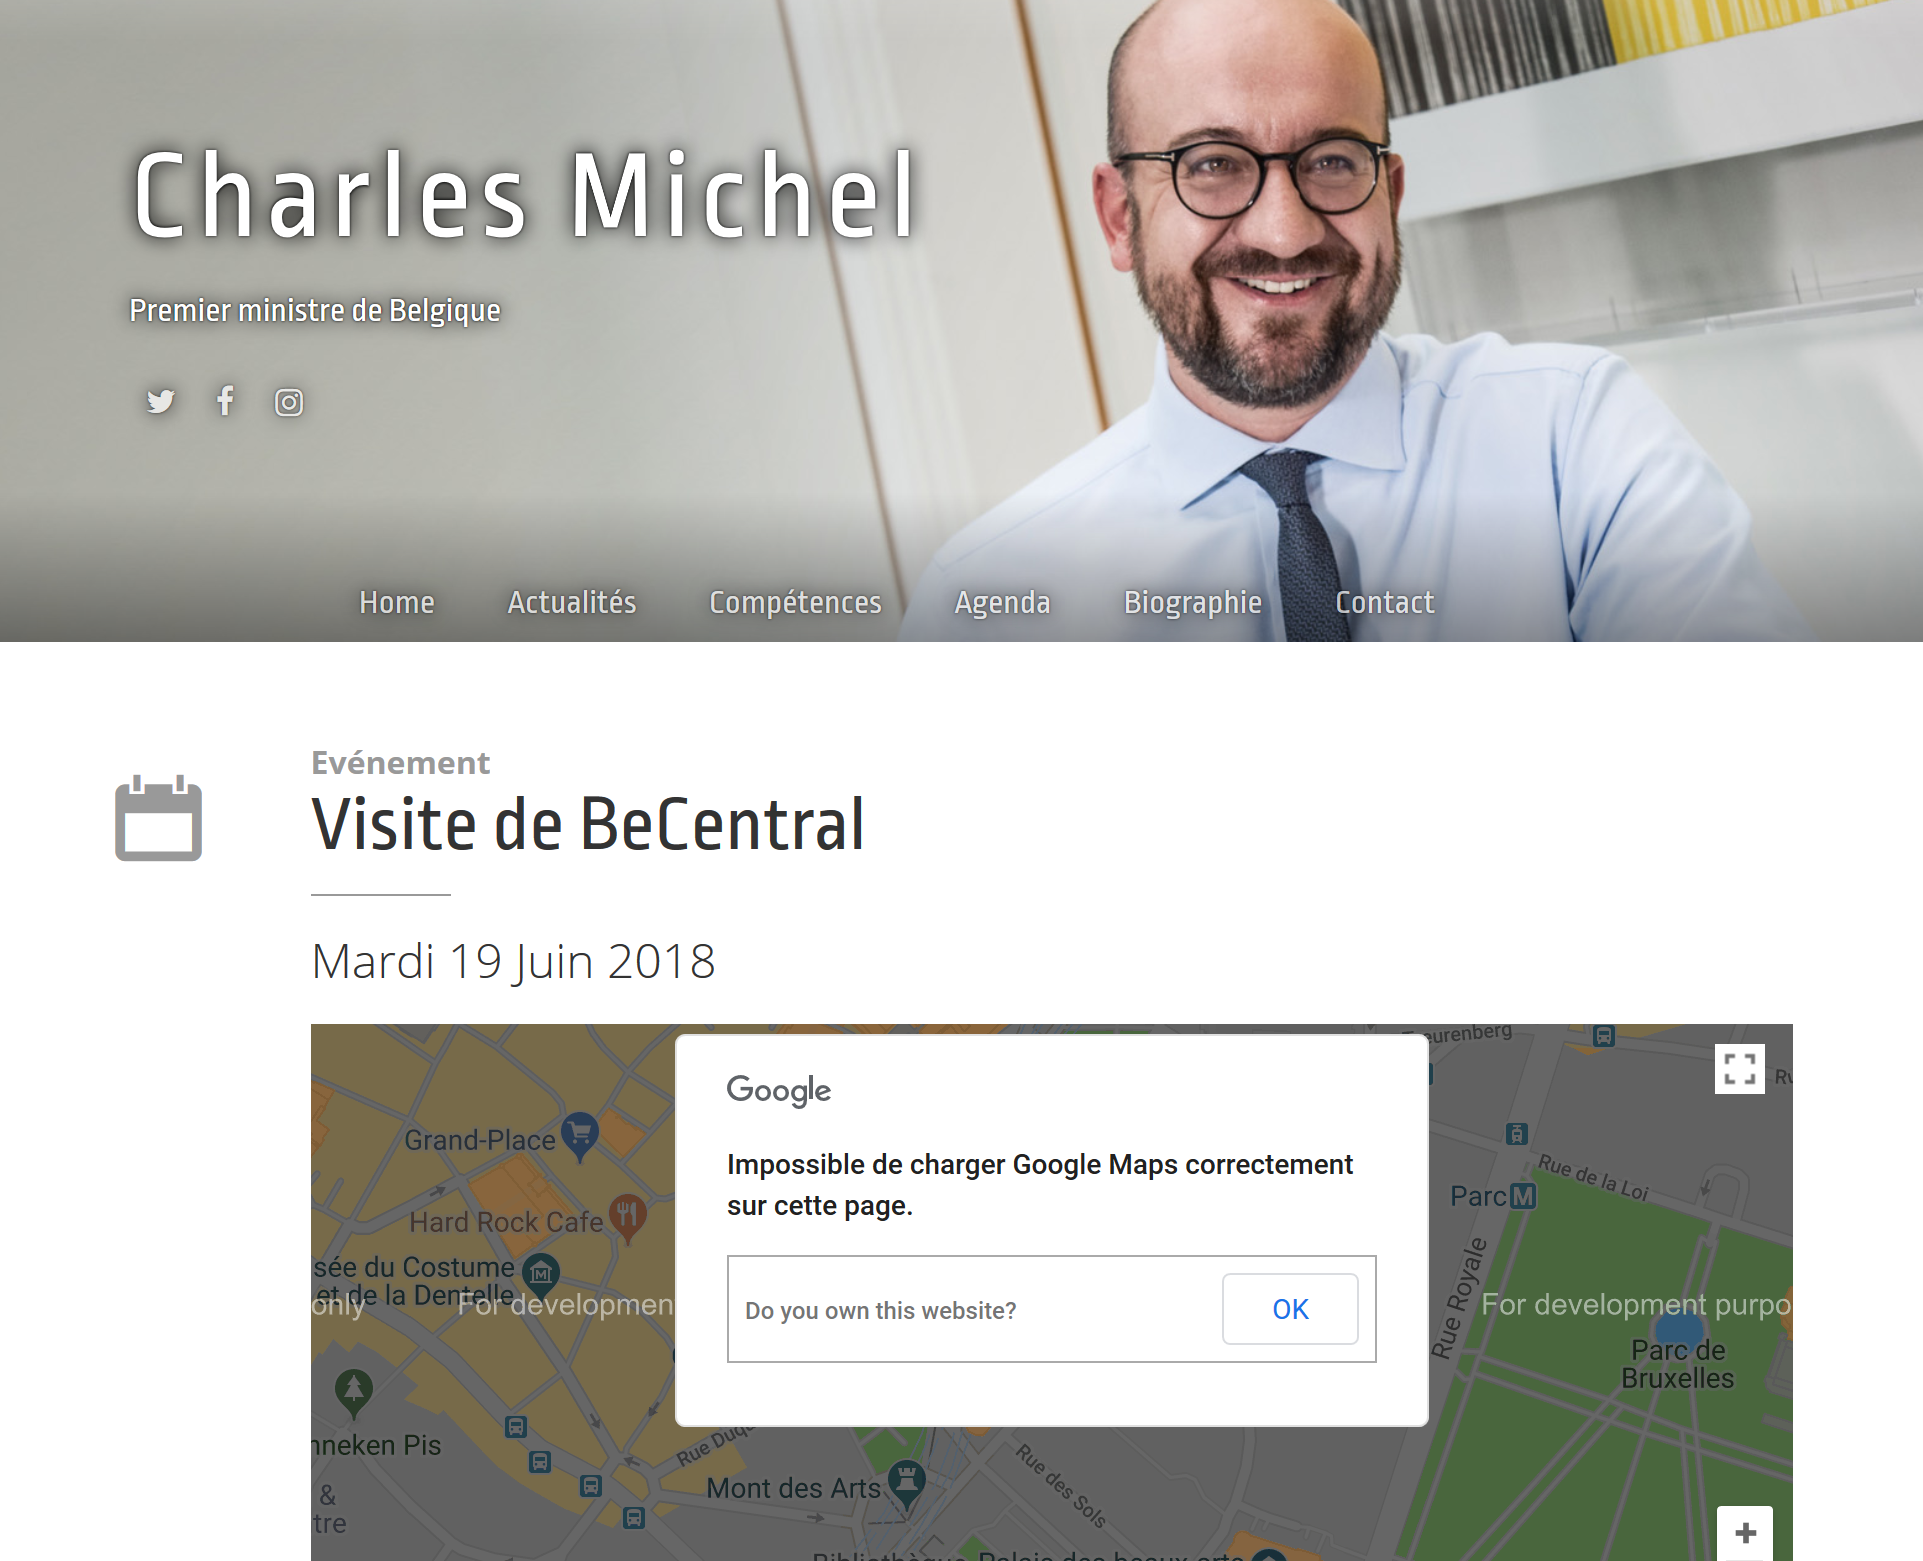 Charles Michel
Premier ministre de Belgique
Home Actualités Compétences Agenda Biographie Contact
Evénement
Visite de BeCentral
Mardi 19 Juin 2018
Google
Impossible de charger Google Maps correctement
sur cette page.
Do you own this website?
OK
eurenberg
Grand-Place
Rue de la Loi
Parc M
Hard Rock Cafe
sée du Costume
et de la Dentelle
only
For developmen
Rue Royale
For development purpo
Parc de
Bruxelles
nneken Pis
&
tre
Rue Duq
Mont des Arts
Rue des Sols
Palais des beaux-arts